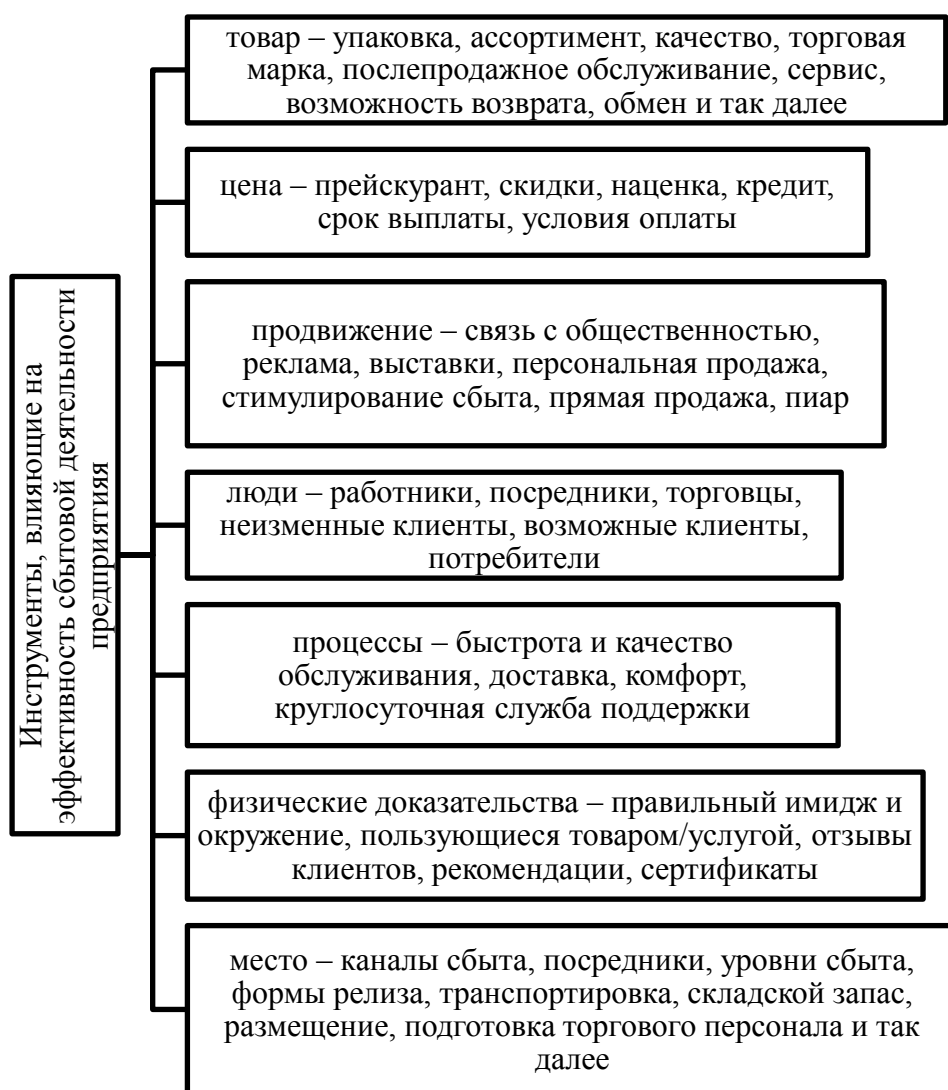 Инструменты, влияющие на
эффективность сбытовой деятельности
предприятияя
товар – упаковка, ассортимент, качество, торговая
марка, послепродажное обслуживание, сервис,
возможность возврата, обмен и так далее
цена – прейскурант, скидки, наценка, кредит,
срок выплаты, условия оплаты
продвижение – связь с общественностью,
реклама, выставки, персональная продажа,
стимулирование сбыта, прямая продажа, пиар
люди – работники, посредники, торговцы,
неизменные клиенты, возможные клиенты,
потребители
процессы – быстрота и качество
обслуживания, доставка, комфорт,
круглосуточная служба поддержки
физические доказательства – правильный имидж и
окружение, пользующиеся товаром/услугой, отзывы
клиентов, рекомендации, сертификаты
место – каналы сбыта, посредники, уровни сбыта,
формы релиза, транспортировка, складской запас,
размещение, подготовка торгового персонала и так
далее